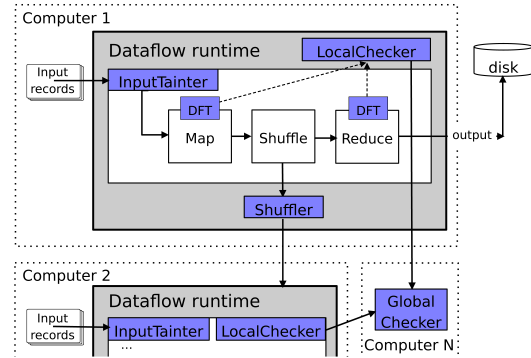 Computer 1
Dataflow runtime
LocalChecker
Input
records
InputTainter
disk
DFT
DFT
Map
Shuffle
Reduce
output
Shuffler
Computer 2
Dataflow runtime
Input
records
InputTainter
LocalChecker
...
Global
Checker
Computer N